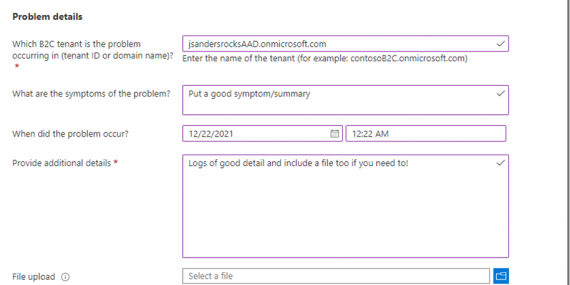 Problem details
Which B2C tenant is the problem
occurring in (tenant ID or domain name)?
*
jsandersrocksAAD.onmicrosoft.com
Enter the name of the tenant (for example: contosoB2C.onmicrosoft.com)
What are the symptoms of the problem?
Put a good symptom/summary
When did the problem occur?
12/22/2021
12:22 AM
Provide additional details *
Logs of good detail and include a file too if you need to!
File upload
Select a file